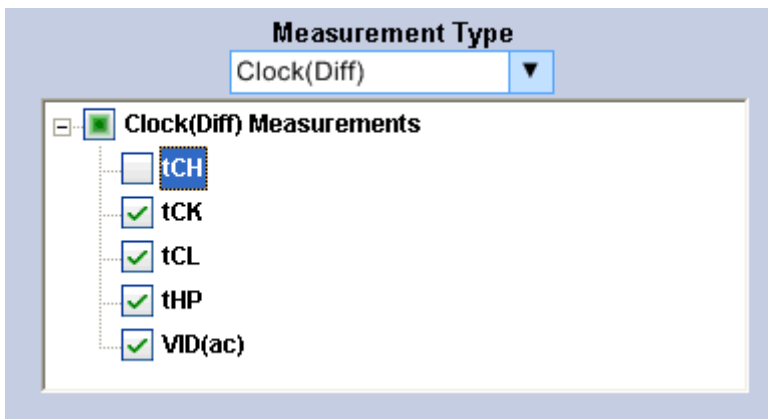 Measurement Type
Clock(Diff)
Clock(Diff) Measurements
tCH
tCK
tCL
tHP
VID(ac)